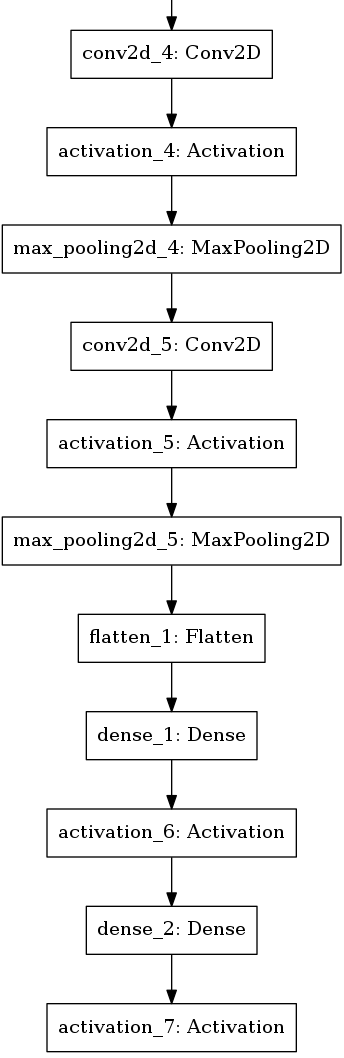 conv2d_4: Conv2D
activation_4: Activation
max_pooling2d_4: MaxPooling2D
conv2d_5: Conv2D
activation_5: Activation
max_pooling2d_5: MaxPooling2D
flatten_1: Flatten
dense_1: Dense
activation_6: Activation
dense_2: Dense
activation_7: Activation